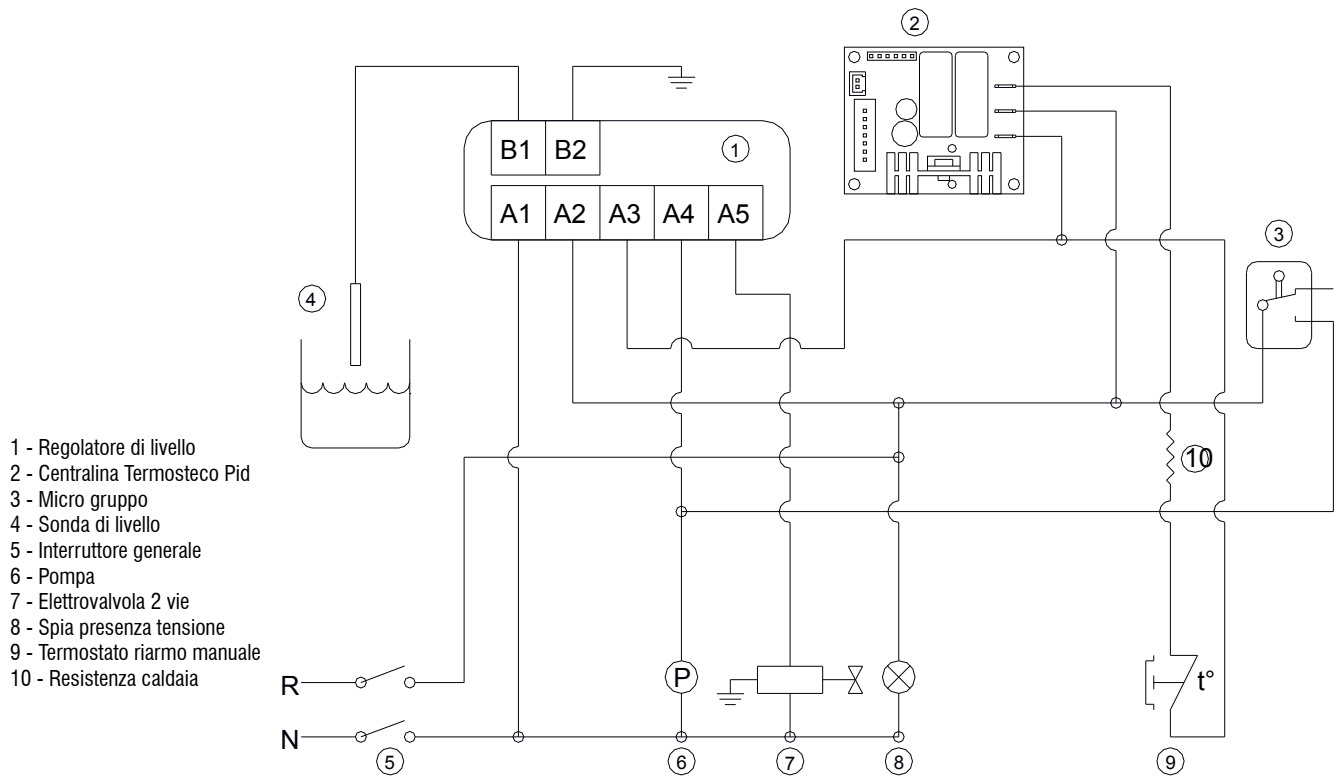 2
B1 B2
1
A1 A2 A3 A4 A5
3
4
10
1 - Regolatore di livello
2 - Centralina Termosteco Pid
3 - Micro gruppo
4 - Sonda di livello
5 - Interruttore generale
6 - Pompa
7 - Elettrovalvola 2 vie
8 - Spia presenza tensione
9 - Termostato riarmo manuale
10 - Resistenza caldaia
R
P
t°
N
5
6
7
8
9